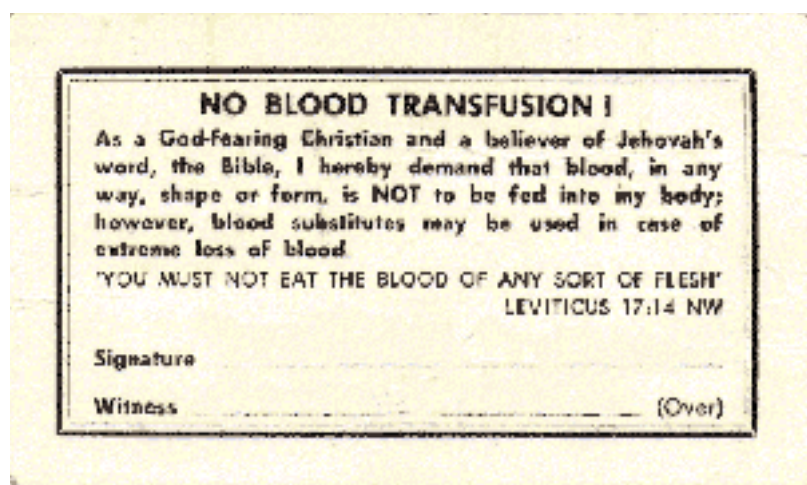 NO BLOOD TRANSFUSION !
As a God-fearing Christian and a believer of Jehovah's
word, the Bible, I hereby demand that blood, in any
way, shape or form, is NOT to be fed into my body;
however, blood substitutes may be used in case of
extreme loss of blood.
"YOU MUST NOT EAT THE BLOOD OF ANY SORT OF FLESH"
LEVITICUS 17:14 NW
Signature
Witness (Over)